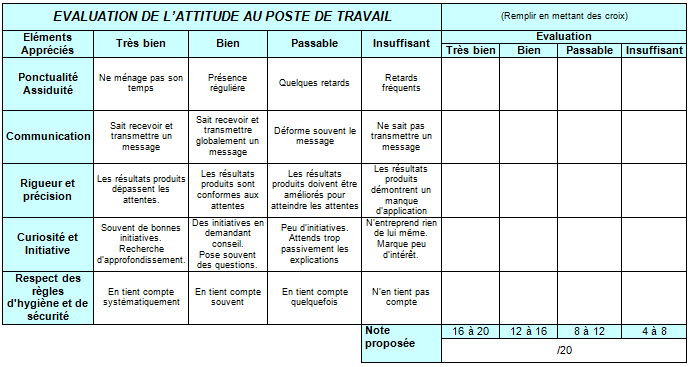 EVALUATION DE L'ATTITUDE AU POSTE DE TRAVAIL
(Remplir en mettant des croix)
Eléments
Appréciés
Très bien
Bien
Passable
Insuffisant
Evaluation
Très bien
Bien
Passable
Insuffisant
Ponctualité
Assiduité
Ne ménage pas son
temps
Présence
régulière
Quelques retards
Retards
fréquents
Communication
Sait recevoir et
transmettre un
message
Sait recevoir et
transmettre
globalement un
message
Déforme souvent le
message
Ne sait pas
transmettre un
message
Rigueur et
précision
Les résultats produits
dépassent les
attentes.
Les résultats
produits sont
conformes aux
attentes
Les résultats
produits doivent être
améliorés pour
atteindre les attentes
Les résultats
produits
démontrent un
manque
d'application
Curiosité et
Initiative
Souvent de bonnes
initiatives.
Recherche
d'approfondissement.
Des initiatives en
demandant
conseil.
Pose souvent
des questions.
Peu d'initiatives.
Attends trop
passivement les
explications
N'entreprend rien
de lui même.
Marque peu
d'intérêt.
Respect des
règles
d'hygiène et de
sécurité
En tient compte
systématiquement
En tient compte
souvent
En tient compte
quelquefois
N'en tient pas
compte
Note
proposée
16 à 20
12 à 16
8 à 12
4 à 8
/20